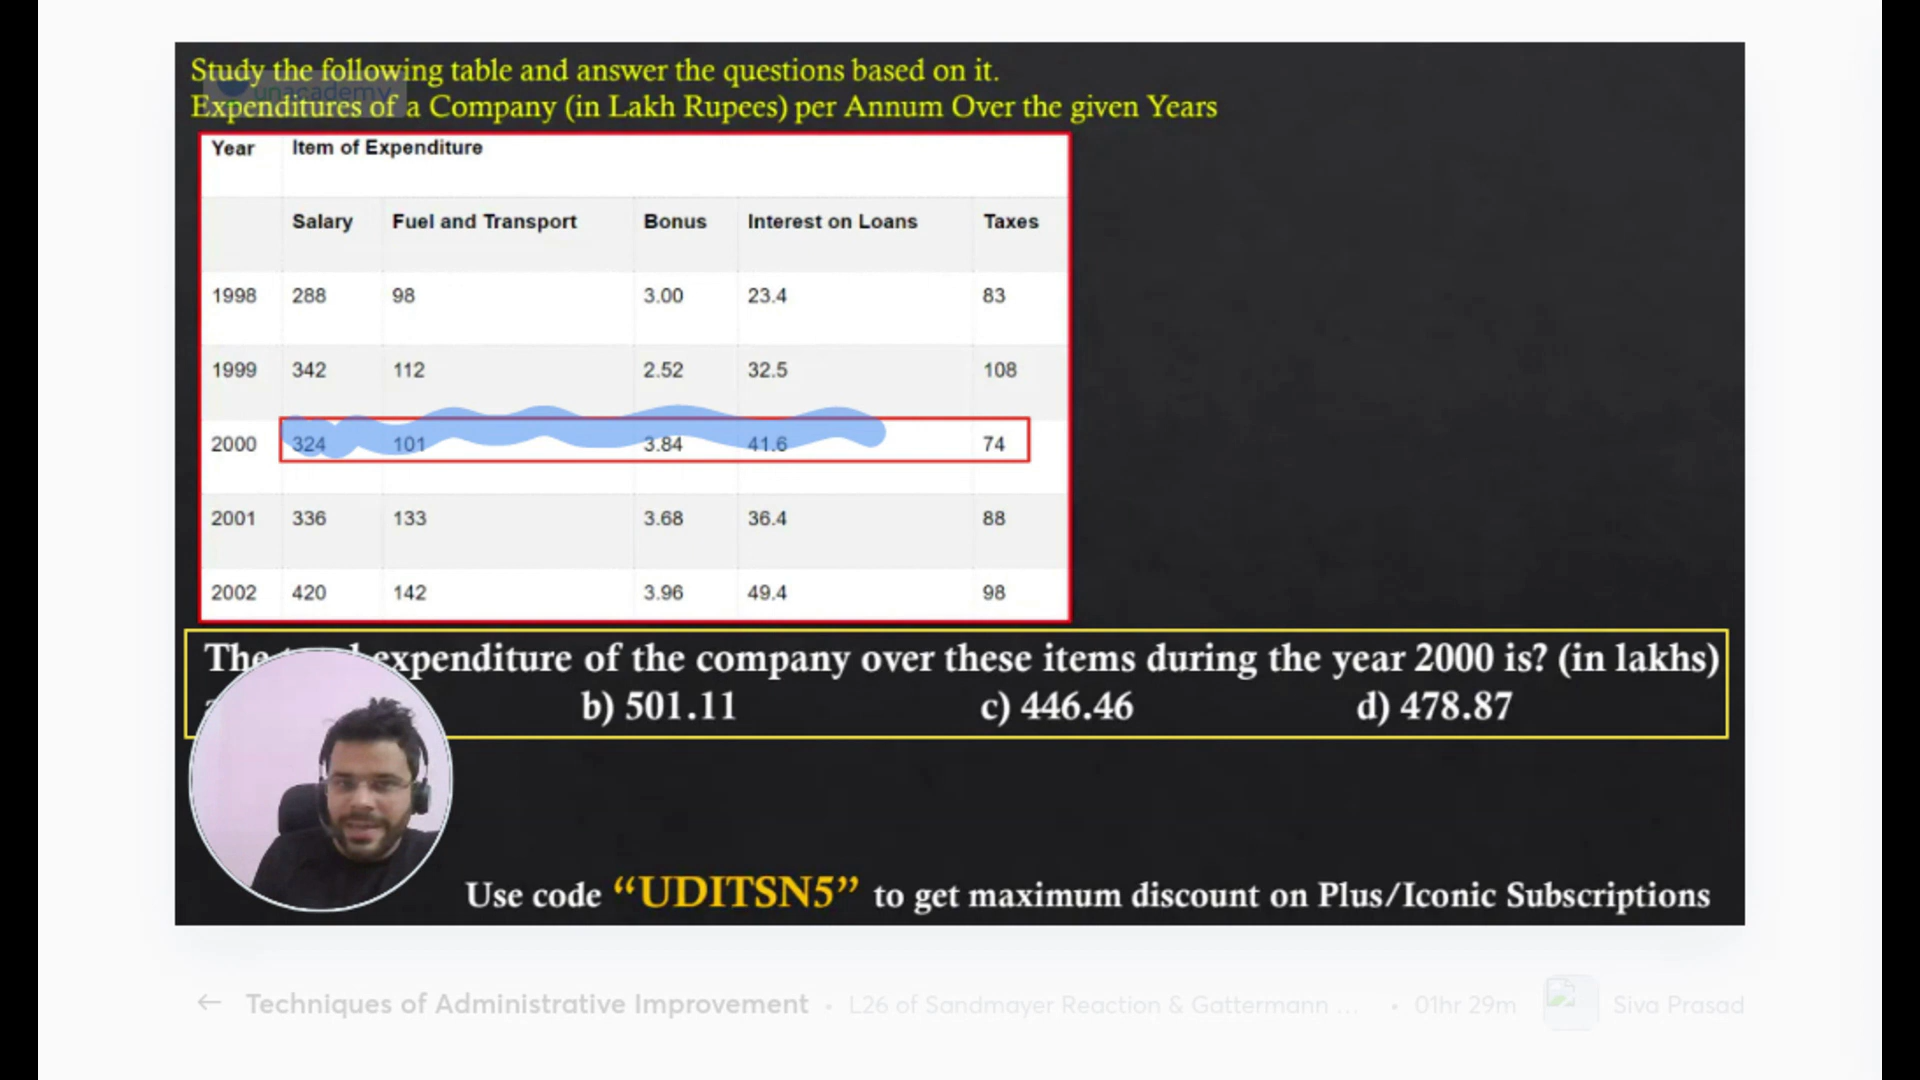 Study the following table and answer the questions based on it.
unacademy
Expenditures of a Company (in Lakh Rupees) per Annum Over the given Years
Year Item of Expenditure
Salary Fuel and Transport Bonus Interest on Loans Taxes
1998 288 98 3.00 23.4 83
1999 342 112 2.52 32.5 108
2000 324 101 3.84 41.6 74
2001 336 133 3.68 36.4 88
2002 420 142 3.96 49.4 98
The expenditure of the company over these items during the year 2000 is? (in lakhs)
b) 501.11 c) 446.46 d) 478.87
Use code “UDITSN5” to get maximum discount on Plus/Iconic Subscriptions
← Techniques of Administrative Improvement • L26 of Sandmayer Reaction & Gattermann ... • 01hr 29m Siva Prasad